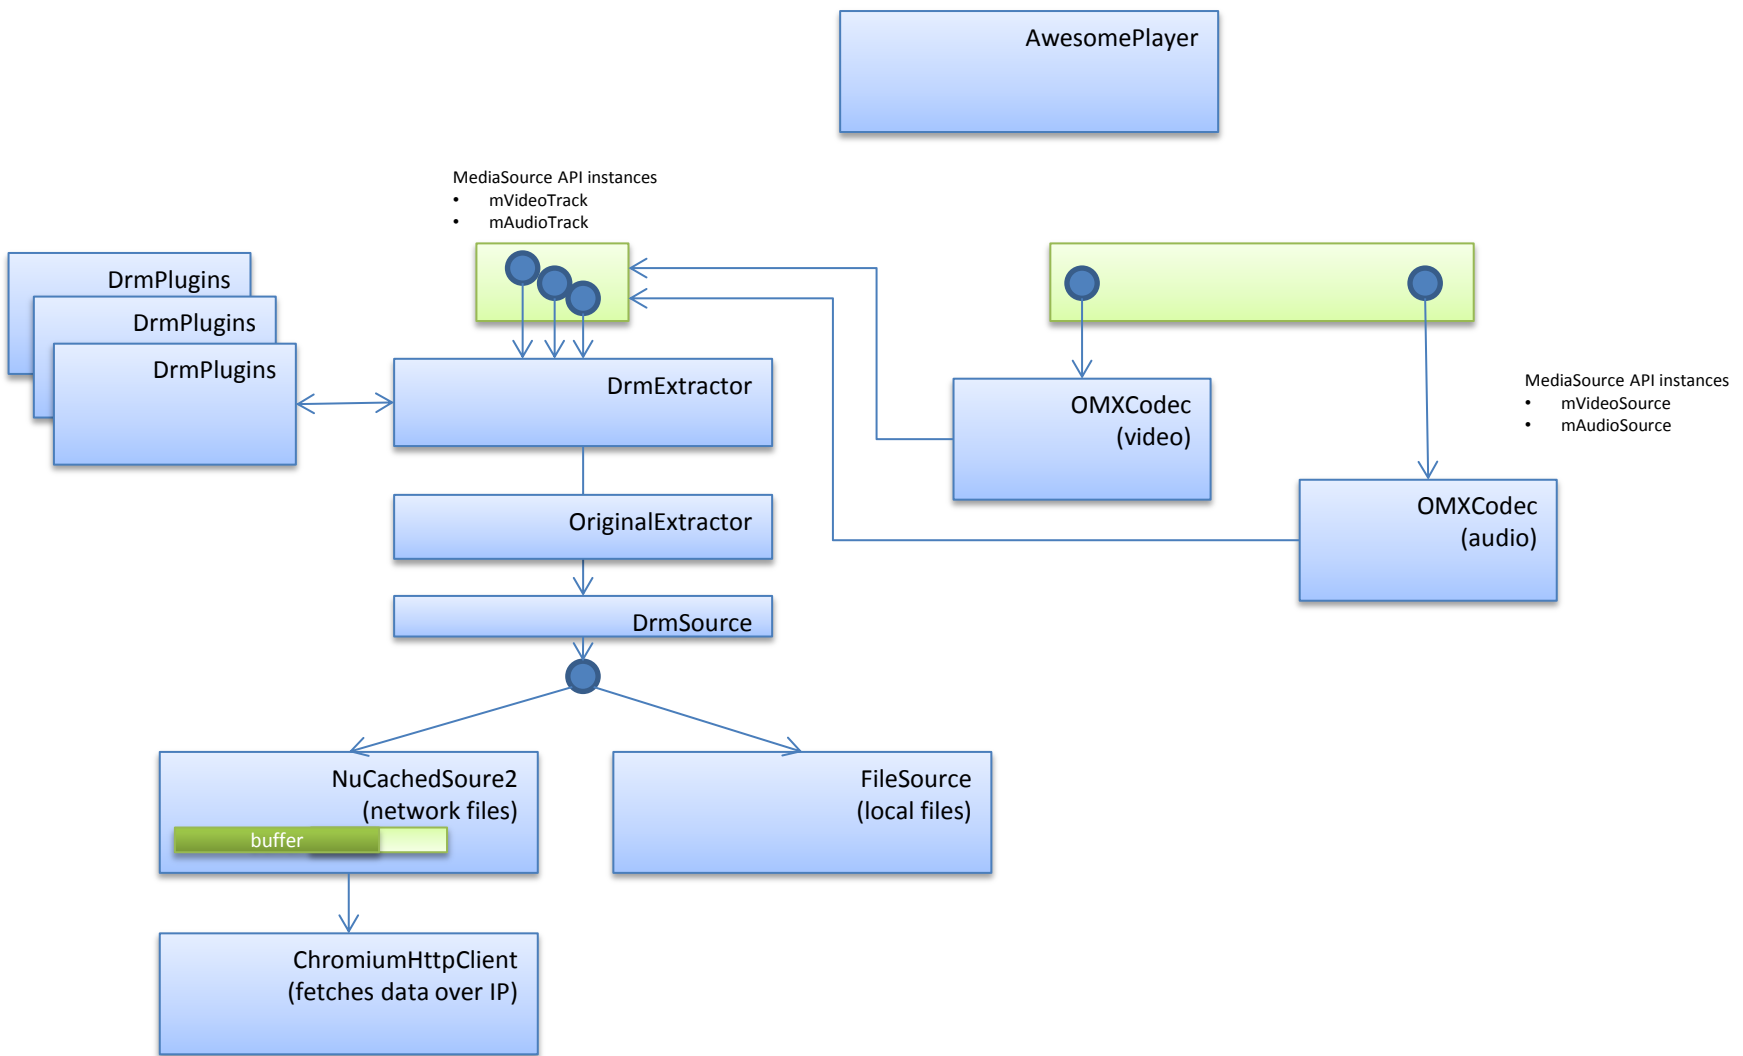 AwesomePlayer
MediaSource API instances
• mVideoTrack
• mAudioTrack
DrmPlugins
DrmPlugins
DrmPlugins
DrmExtractor
OMXCodec
(video)
MediaSource API instances
• mVideoSource
• mAudioSource
OriginalExtractor
OMXCodec
(audio)
DrmSource
NuCachedSoure2
(network files)
buffer
FileSource
(local files)
ChromiumHttpClient
(fetches data over IP)